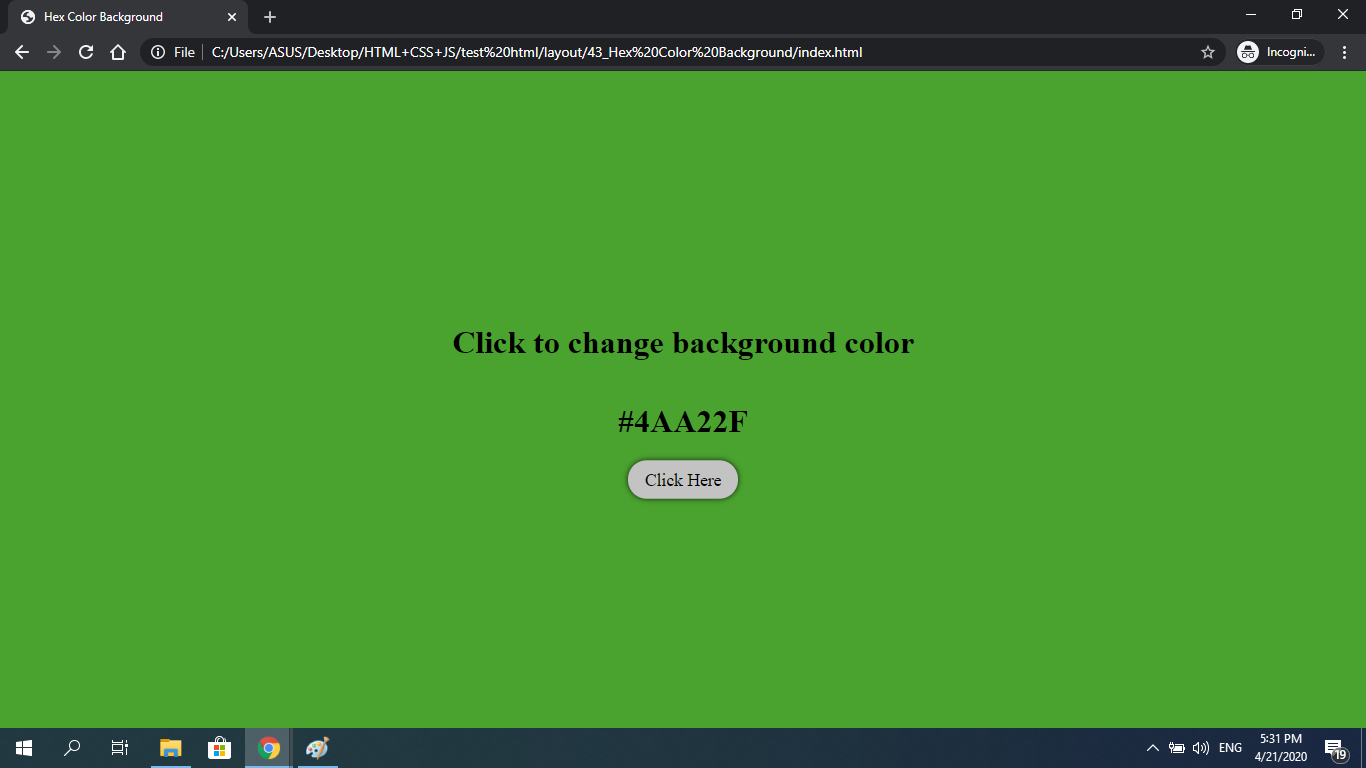 Hex Color Background
File
C:/Users/ASUS/Desktop/HTML+CSS+JS/test%20html/layout/43_Hex%20Color%20Background/index.html
Incogni...
Click to change background color
#4AA22F
Click Here
ENG
5:31 PM
4/21/2020
19